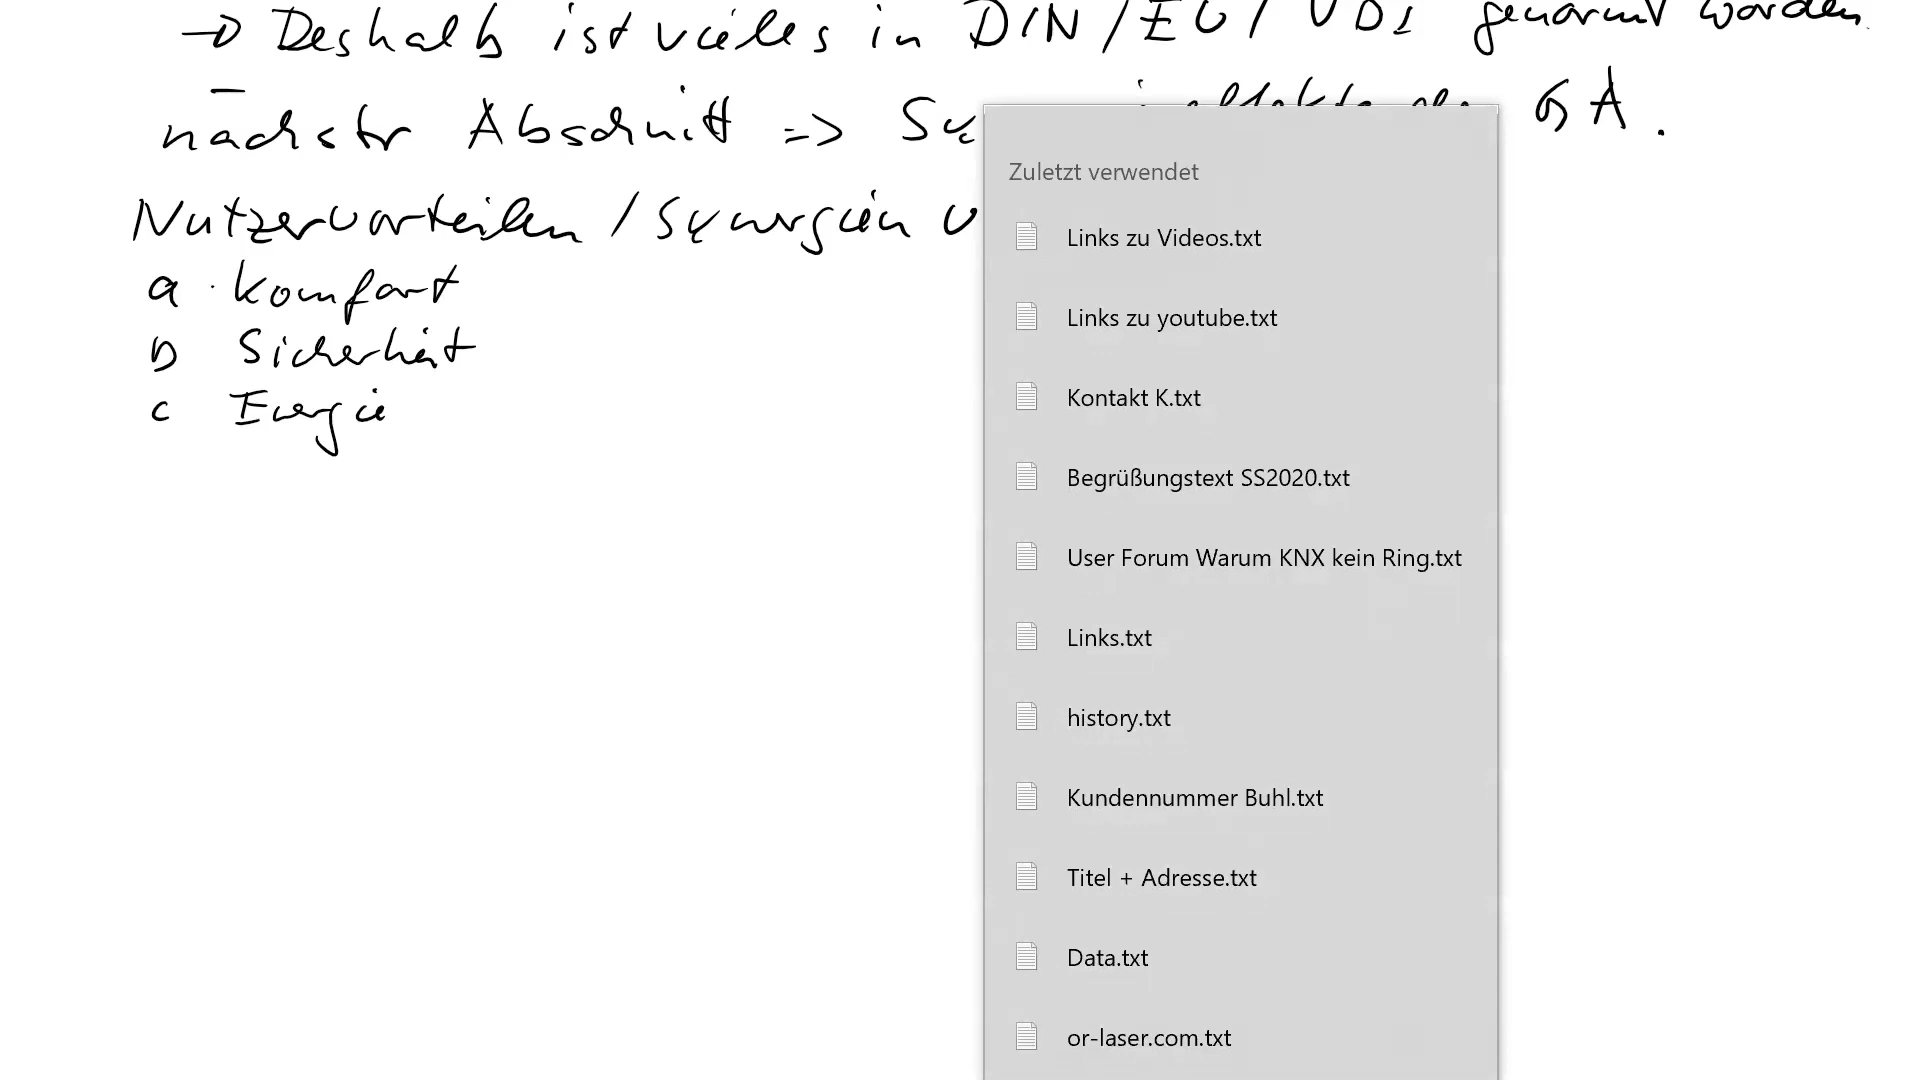 → Deshalb ist vieles in DIN/EU/VDI genormt worden.
nächster Abschnitt => GA.
Nutzervorteilen / Synergien
a Komfort
b Sicherheit
c Energie
Zuletzt verwendet
Links zu Videos.txt
Links zu youtube.txt
Kontakt K.txt
Begrüßungstext SS2020.txt
User Forum Warum KNX kein Ring.txt
Links.txt
history.txt
Kundennummer Buhl.txt
Titel + Adresse.txt
Data.txt
or-laser.com.txt